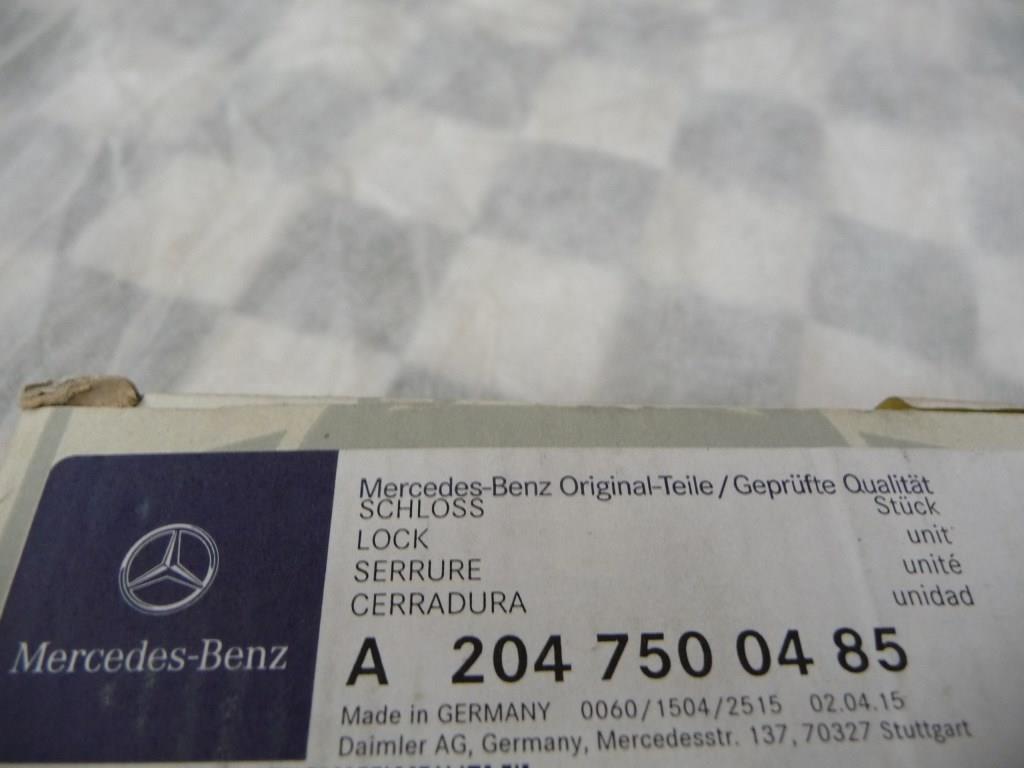 Mercedes-Benz
Mercedes-Benz Original-Teile / Geprüfte Qualität
SCHLOSS Stück
LOCK unit
SERRURE unité
CERRADURA unidad
A 204 750 04 85
Made in GERMANY 0060/1504/2515 02.04.15
Daimler AG, Germany, Mercedesstr. 137, 70327 Stuttgart